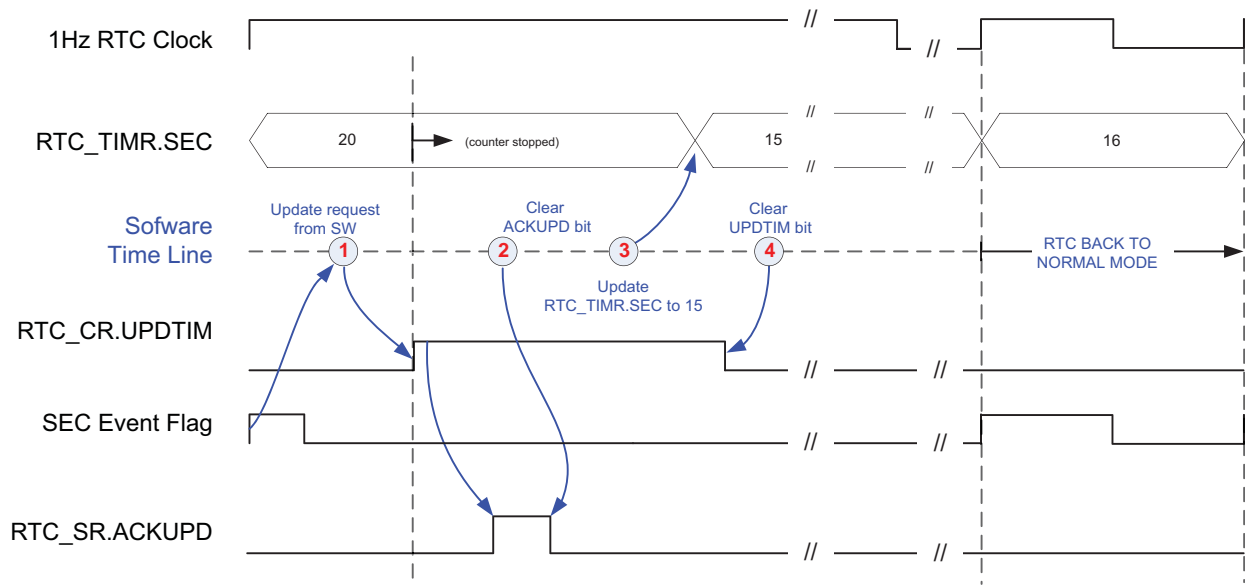 1Hz RTC Clock
//
//
RTC_TIMR.SEC
20
(counter stopped)
15
//
//
//
//
16
Sofware
Time Line
Update request
from SW
1
Clear
ACKUPD bit
2
3
Update
RTC_TIMR.SEC to 15
Clear
UPDTIM bit
4
RTC BACK TO
NORMAL MODE
RTC_CR.UPDTIM
//
//
SEC Event Flag
//
//
RTC_SR.ACKUPD
//
//